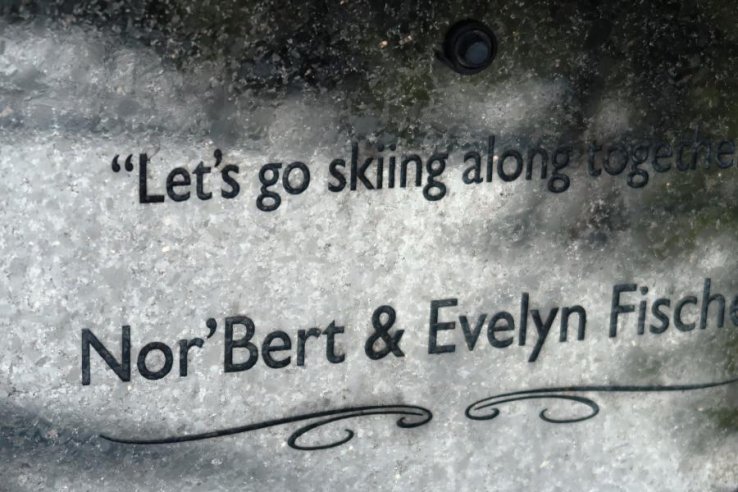 “Let’s go skiing along togethe
Nor’Bert & Evelyn Fische